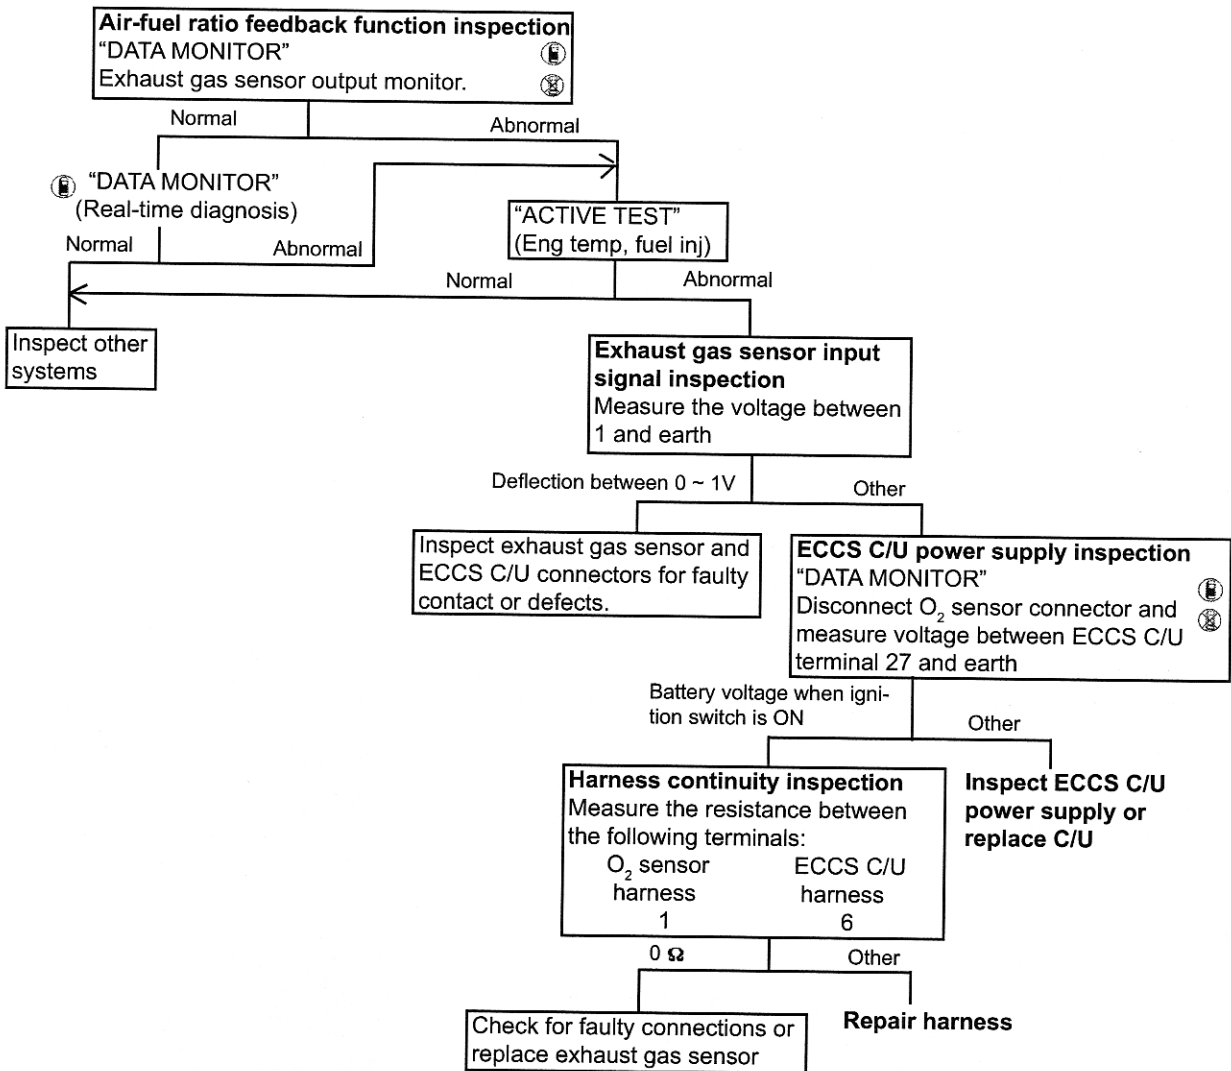 Air-fuel ratio feedback function inspection
“DATA MONITOR”
Exhaust gas sensor output monitor.
Normal
Abnormal
“DATA MONITOR”
(Real-time diagnosis)
“ACTIVE TEST”
(Eng temp, fuel inj)
Normal
Abnormal
Normal
Abnormal
Inspect other
systems
Exhaust gas sensor input
signal inspection
Measure the voltage between
1 and earth
Deflection between 0 ~ 1V
Other
Inspect exhaust gas sensor and
ECCS C/U connectors for faulty
contact or defects.
ECCS C/U power supply inspection
“DATA MONITOR”
Disconnect O₂ sensor connector and
measure voltage between ECCS C/U
terminal 27 and earth
Battery voltage when igni-
tion switch is ON
Other
Harness continuity inspection
Measure the resistance between
the following terminals:
O₂ sensor ECCS C/U
harness harness
1 6
Inspect ECCS C/U
power supply or
replace C/U
0 Ω
Other
Check for faulty connections or
replace exhaust gas sensor
Repair harness